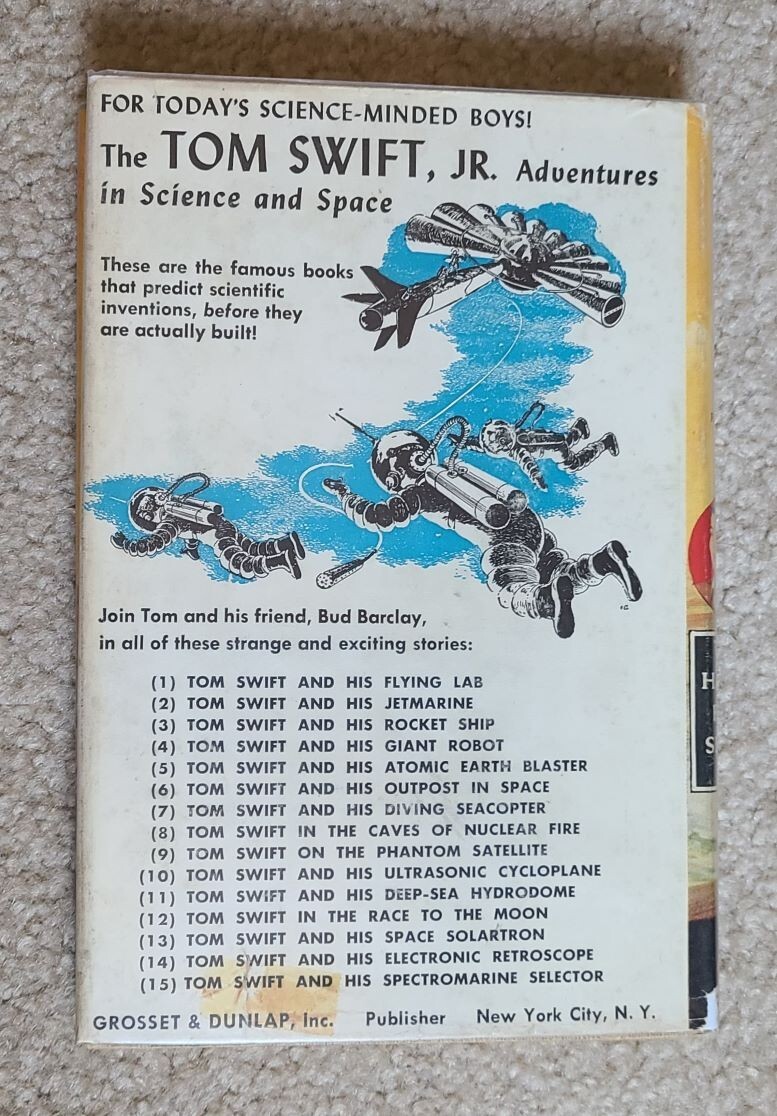 FOR TODAY'S SCIENCE-MINDED BOYS!
The TOM SWIFT, JR. Adventures
in Science and Space
These are the famous books
that predict scientific
inventions, before they
are actually built!
Join Tom and his friend, Bud Barclay,
in all of these strange and exciting stories:
(1) TOM SWIFT AND HIS FLYING LAB
(2) TOM SWIFT AND HIS JETMARINE
(3) TOM SWIFT AND HIS ROCKET SHIP
(4) TOM SWIFT AND HIS GIANT ROBOT
(5) TOM SWIFT AND HIS ATOMIC EARTH BLASTER
(6) TOM SWIFT AND HIS OUTPOST IN SPACE
(7) TOM SWIFT AND HIS DIVING SEACOPTER
(8) TOM SWIFT IN THE CAVES OF NUCLEAR FIRE
(9) TOM SWIFT ON THE PHANTOM SATELLITE
(10) TOM SWIFT AND HIS ULTRASONIC CYCLOPLANE
(11) TOM SWIFT AND HIS DEEP-SEA HYDRODOME
(12) TOM SWIFT IN THE RACE TO THE MOON
(13) TOM SWIFT AND HIS SPACE SOLARTRON
(14) TOM SWIFT AND HIS ELECTRONIC RETROSCOPE
(15) TOM SWIFT AND HIS SPECTROMARINE SELECTOR
GROSSET & DUNLAP, Inc. Publisher New York City, N. Y.
H
S